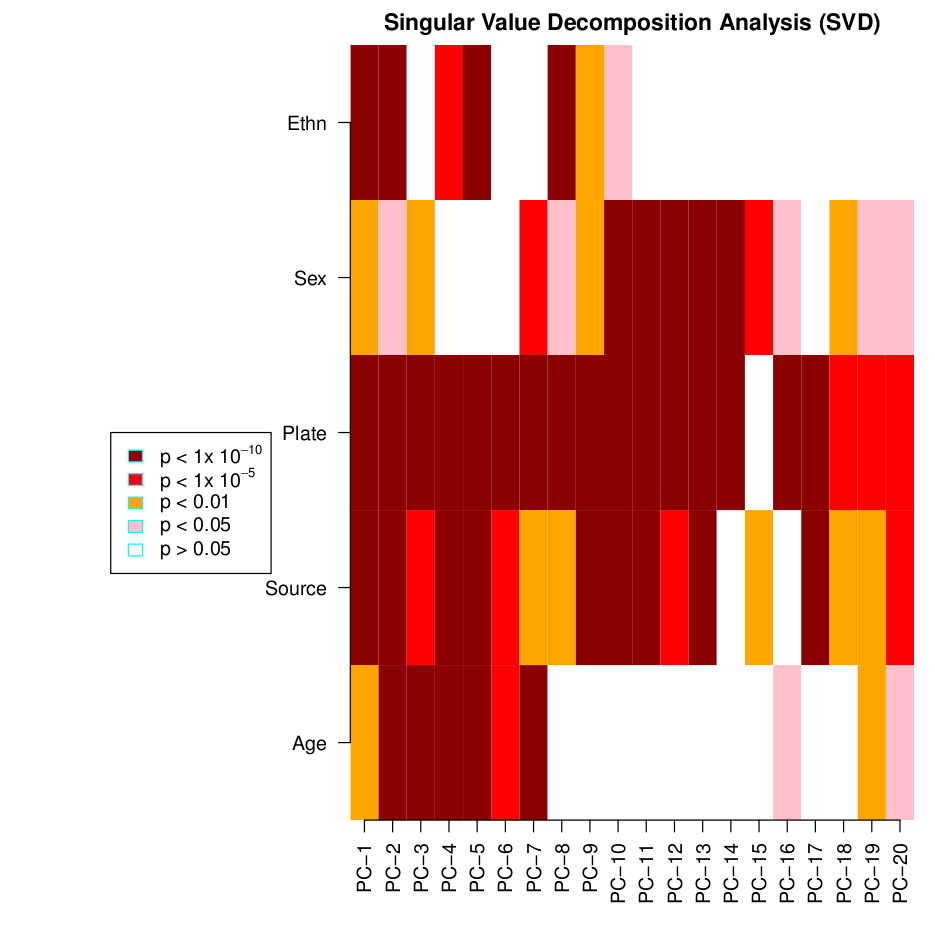 Singular Value Decomposition Analysis (SVD)
Ethn
Sex
Plate
Source
Age
p < 1x 10⁻¹⁰
p < 1x 10⁻⁵
p < 0.01
p < 0.05
p > 0.05
PC−1
PC−2
PC−3
PC−4
PC−5
PC−6
PC−7
PC−8
PC−9
PC−10
PC−11
PC−12
PC−13
PC−14
PC−15
PC−16
PC−17
PC−18
PC−19
PC−20